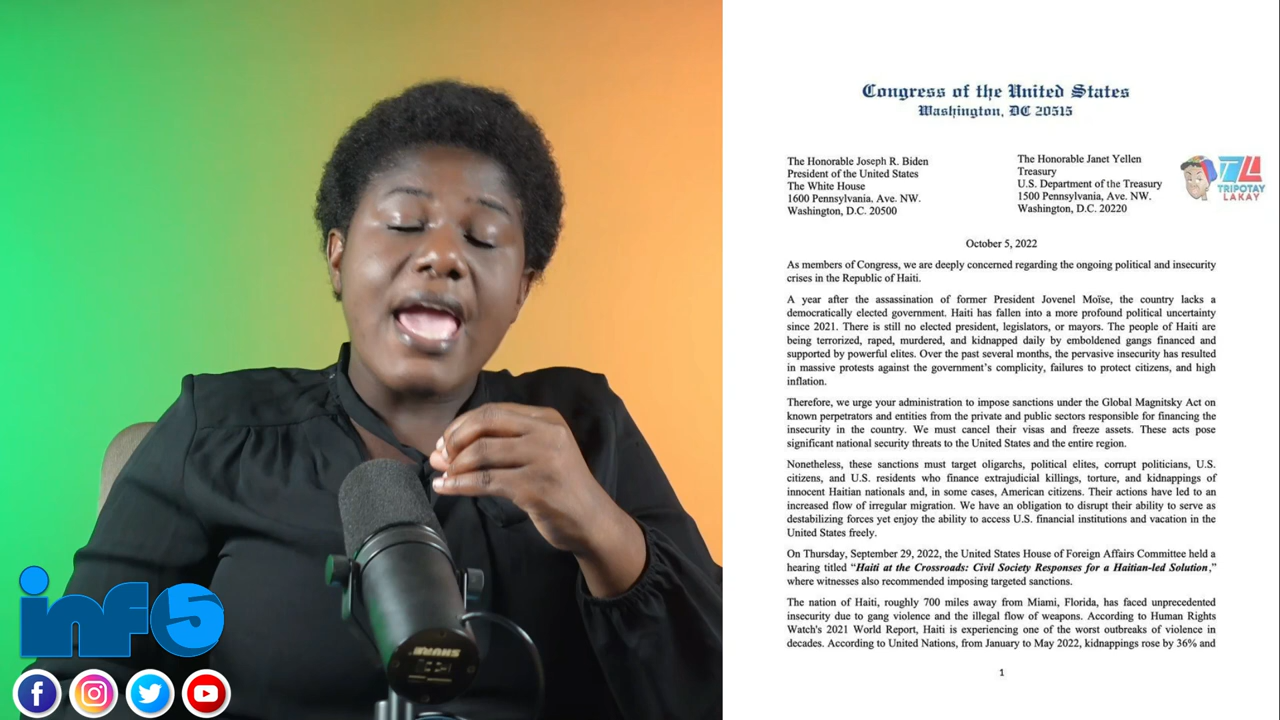 Congress of the United States
Washington, DC 20515
The Honorable Joseph R. Biden
President of the United States
The White House
1600 Pennsylvania. Ave. NW.
Washington, D.C. 20500
The Honorable Janet Yellen
Treasury
U.S. Department of the Treasury
1500 Pennsylvania, Ave. NW.
Washington, D.C. 20220
TL
TRIPOTAY
LAKAY
October 5, 2022
As members of Congress, we are deeply concerned regarding the ongoing political and insecurity
crises in the Republic of Haiti.
A year after the assassination of former President Jovenel Moïse, the country lacks a
democratically elected government. Haiti has fallen into a more profound political uncertainty
since 2021. There is still no elected president, legislators, or mayors. The people of Haiti are
being terrorized, raped, murdered, and kidnapped daily by emboldened gangs financed and
supported by powerful elites. Over the past several months, the pervasive insecurity has resulted
in massive protests against the government's complicity, failures to protect citizens, and high
inflation.
Therefore, we urge your administration to impose sanctions under the Global Magnitsky Act on
known perpetrators and entities from the private and public sectors responsible for financing the
insecurity in the country. We must cancel their visas and freeze assets. These acts pose
significant national security threats to the United States and the entire region.
Nonetheless, these sanctions must target oligarchs, political elites, corrupt politicians, U.S.
citizens, and U.S. residents who finance extrajudicial killings, torture, and kidnappings of
innocent Haitian nationals and, in some cases, American citizens. Their actions have led to an
increased flow of irregular migration. We have an obligation to disrupt their ability to serve as
destabilizing forces yet enjoy the ability to access U.S. financial institutions and vacation in the
United States freely.
On Thursday, September 29, 2022, the United States House of Foreign Affairs Committee held a
hearing titled “Haiti at the Crossroads: Civil Society Responses for a Haitian-led Solution,”
where witnesses also recommended imposing targeted sanctions.
The nation of Haiti, roughly 700 miles away from Miami, Florida, has faced unprecedented
insecurity due to gang violence and the illegal flow of weapons. According to Human Rights
Watch's 2021 World Report, Haiti is experiencing one of the worst outbreaks of violence in
decades. According to United Nations, from January to May 2022, kidnappings rose by 36% and
1
inf5
SHURE